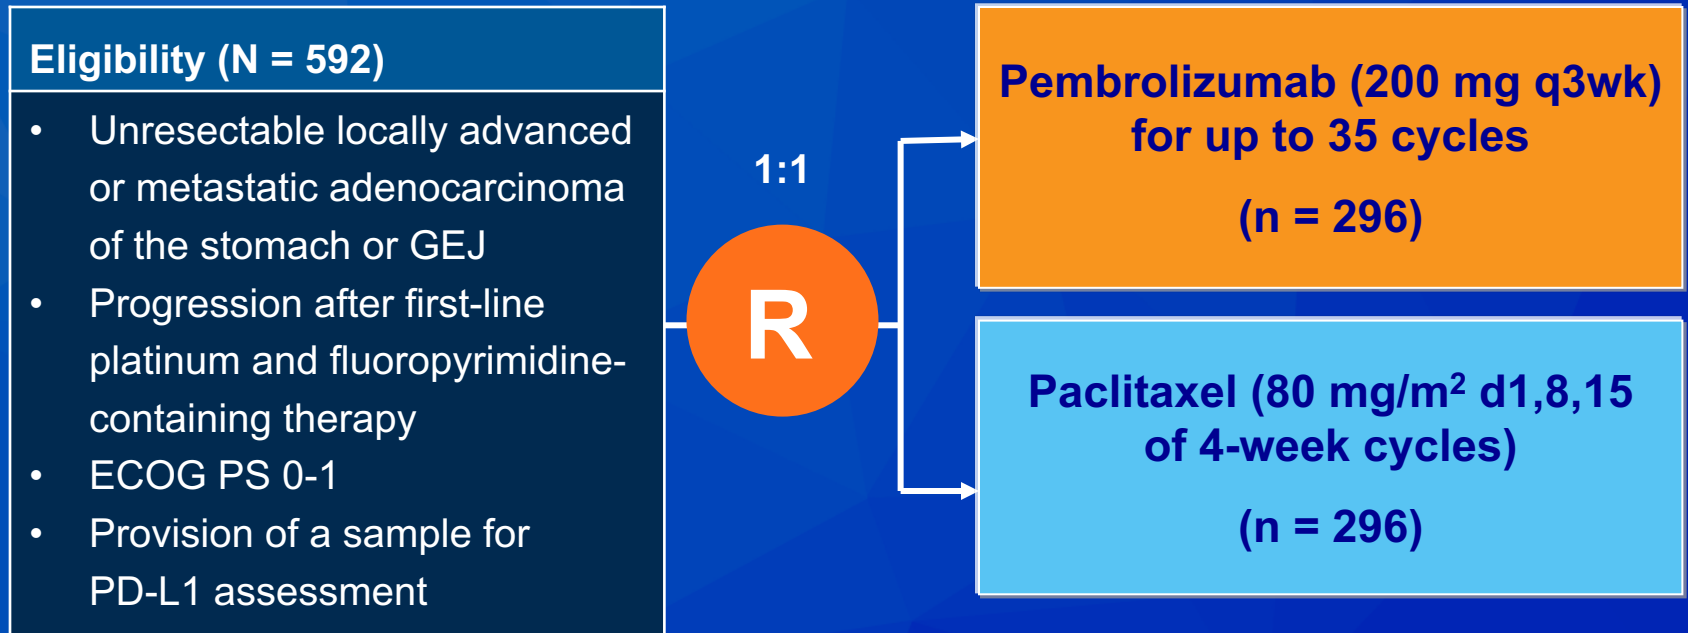 Eligibility (N = 592)
• Unresectable locally advanced
or metastatic adenocarcinoma
of the stomach or GEJ
• Progression after first-line
platinum and fluoropyrimidine-
containing therapy
• ECOG PS 0-1
• Provision of a sample for
PD-L1 assessment
1:1
R
Pembrolizumab (200 mg q3wk)
for up to 35 cycles
(n = 296)
Paclitaxel (80 mg/m² d1,8,15
of 4-week cycles)
(n = 296)